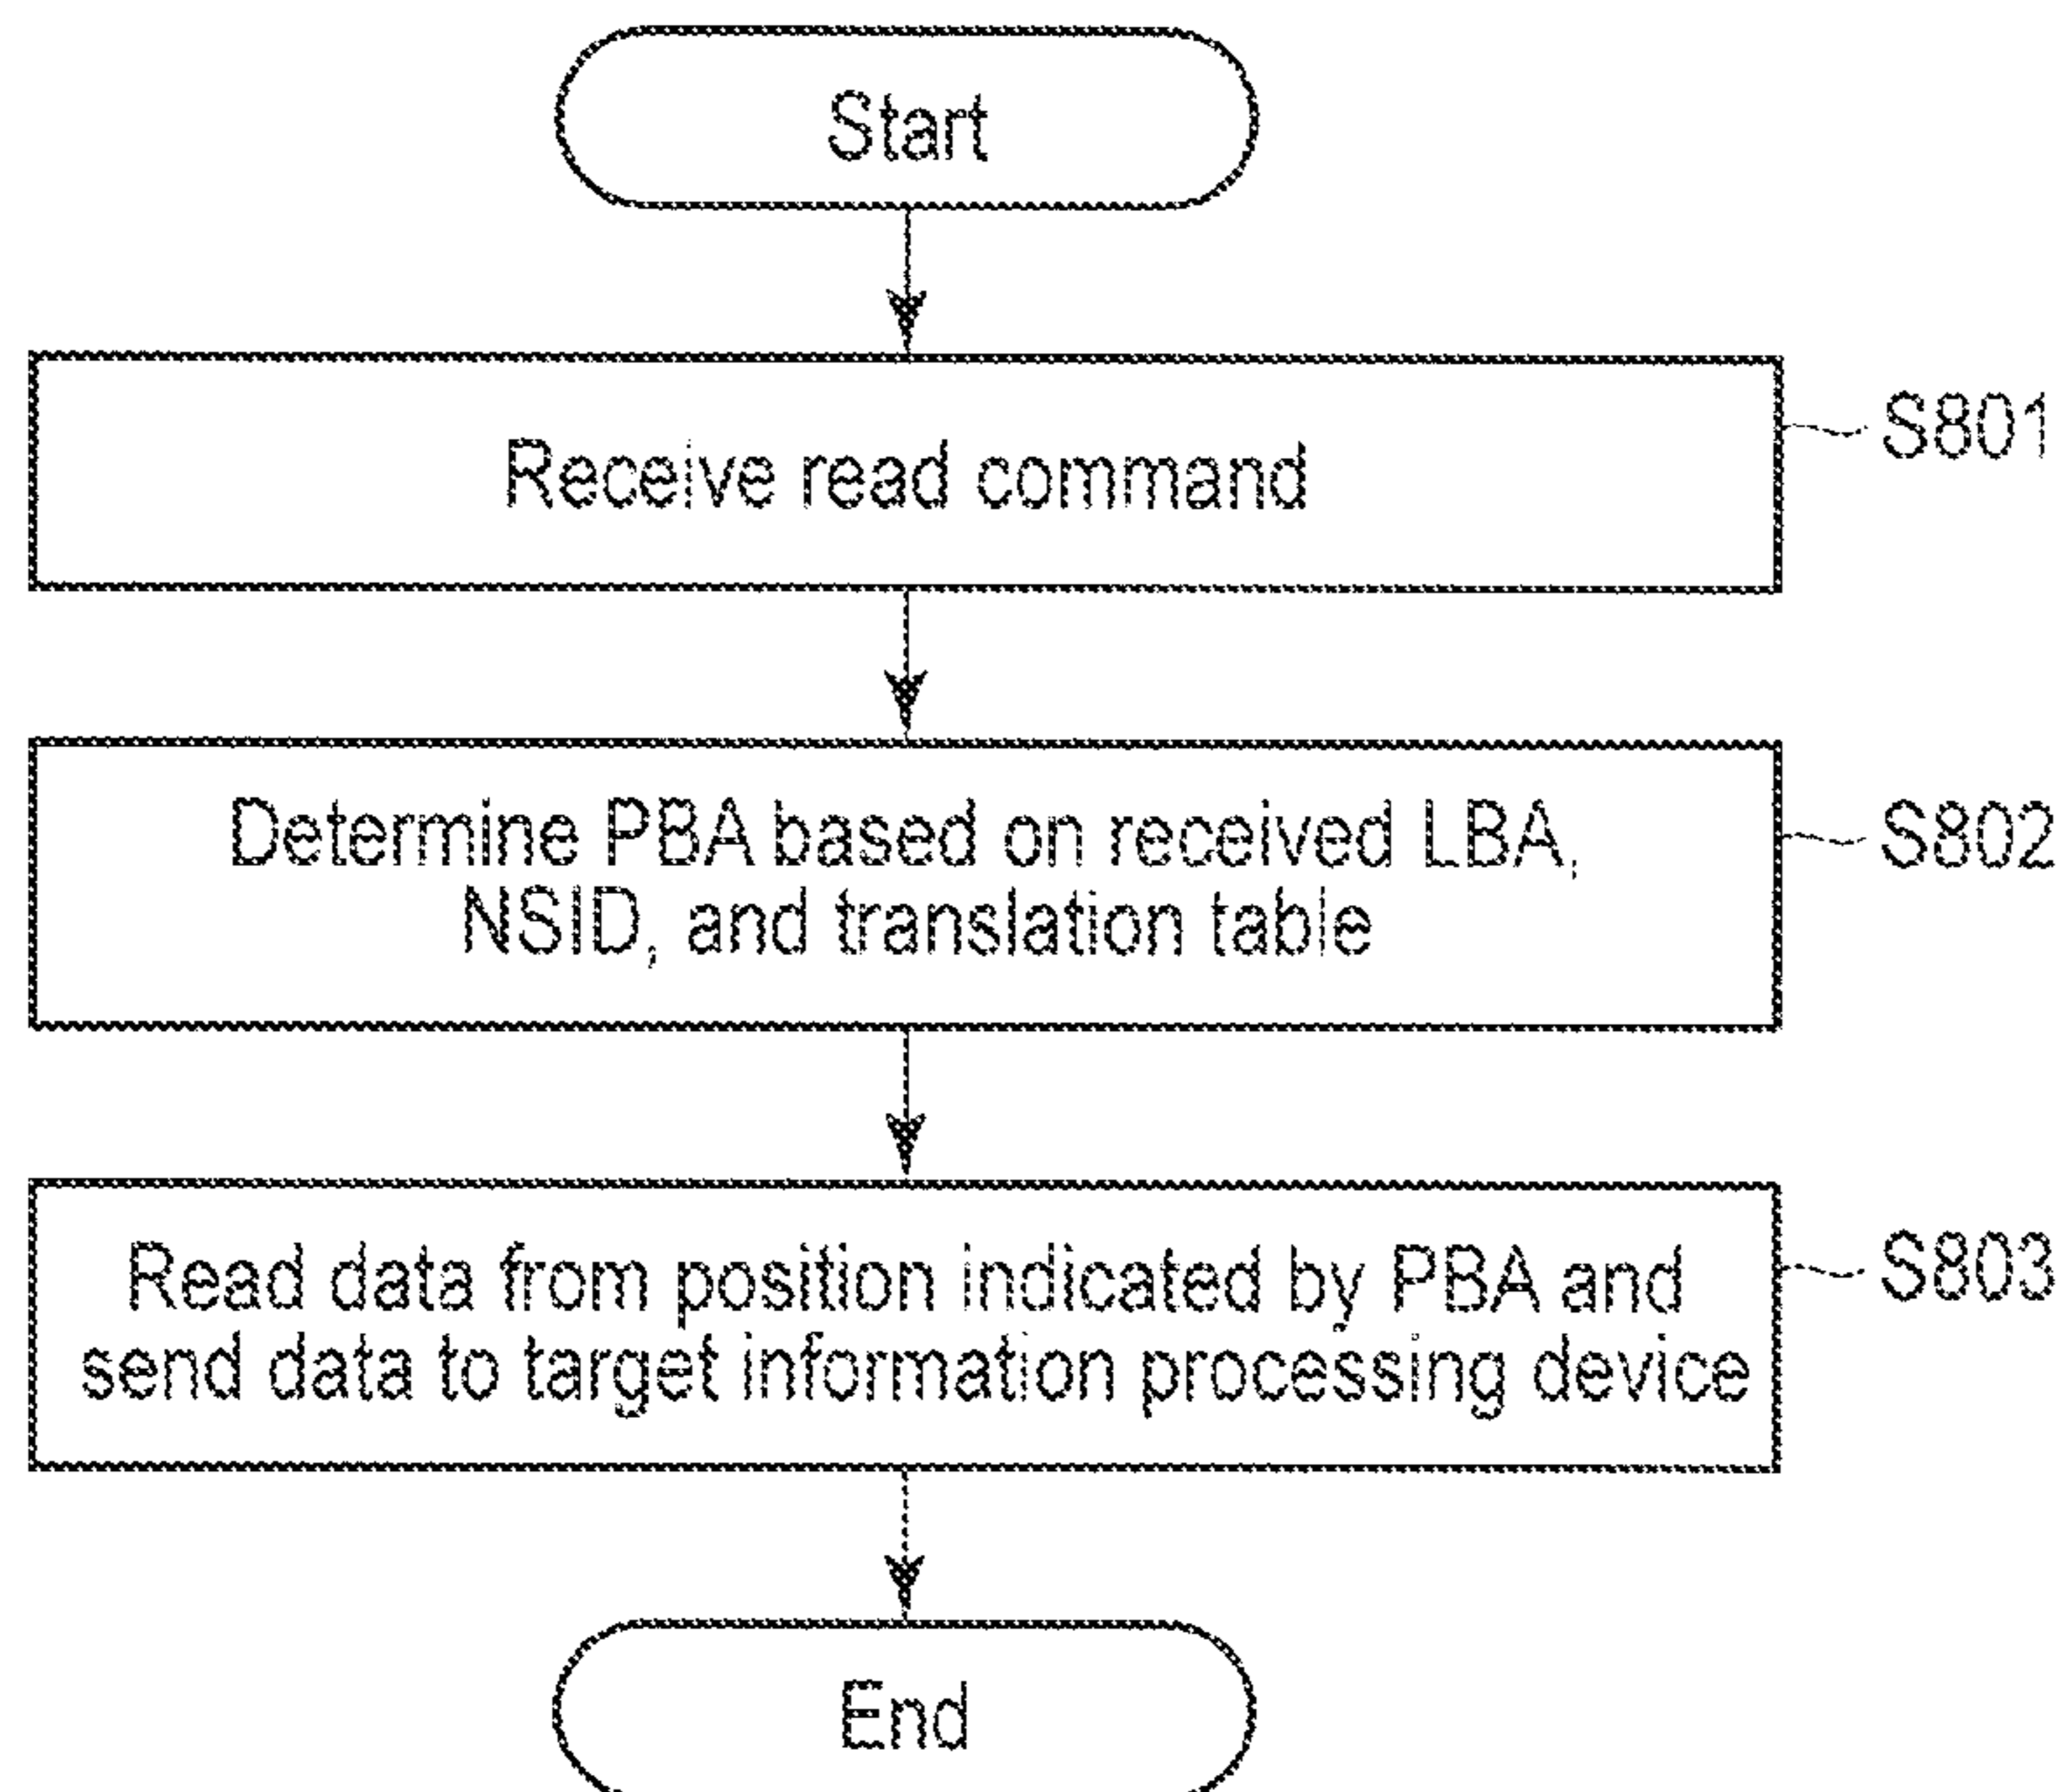 Start
Receive read command
S801
Determine PBA based on received LBA,
NSID, and translation table
S802
Read data from position indicated by PBA and
send data to target information processing device
S803
End